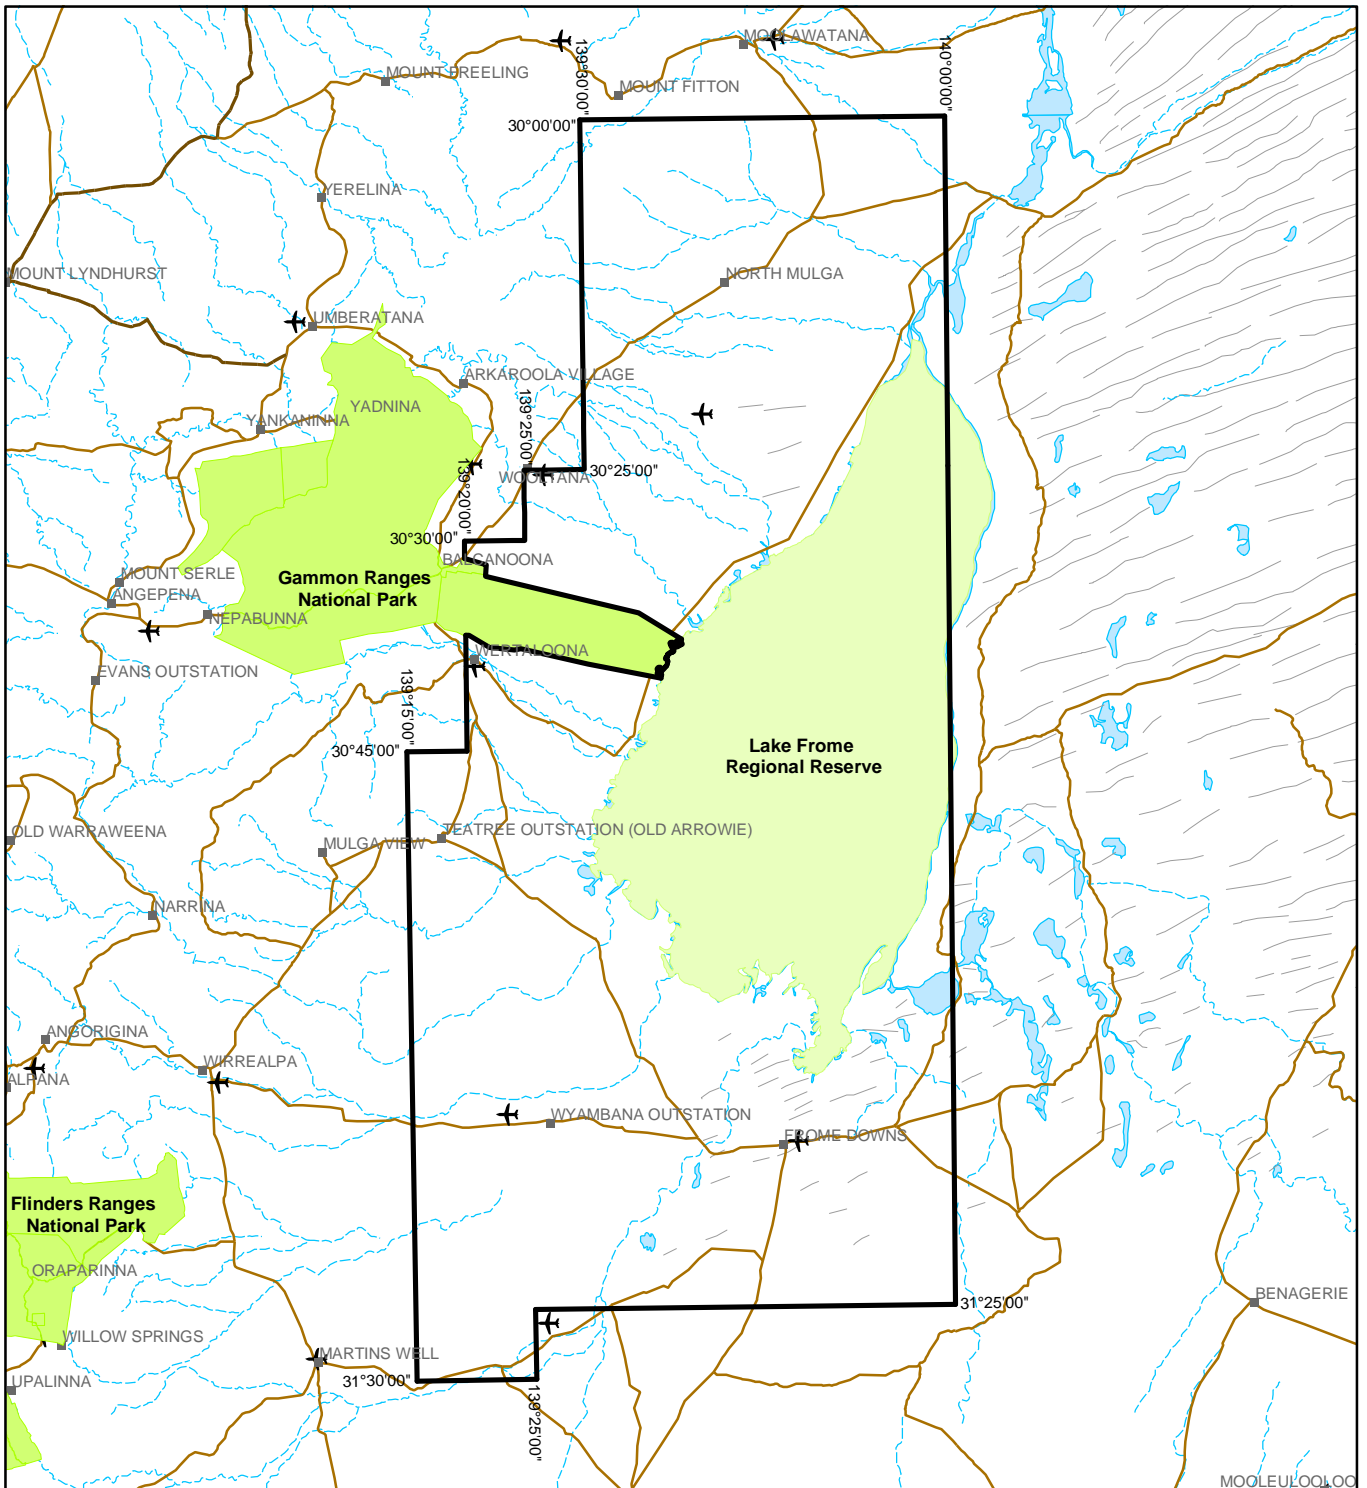 MOOLAWATANA
MOUNT FREELING
MOUNT FITTON
139°30'00"
140°00'00"
30°00'00"
YERELINA
MOUNT LYNDHURST
NORTH MULGA
UMBERATANA
ARKAROOLA VILLAGE
YADNINA
YANKANINNA
139°25'00"
139°20'00"
WOOLTANA
30°25'00"
30°30'00"
BALCANOONA
MOUNT SERLE
ANGEPENA
Gammon Ranges
National Park
NEPABUNNA
WERTALOONA
EVANS OUTSTATION
139°15'00"
30°45'00"
Lake Frome
Regional Reserve
OLD WARRAWEENA
TEATREE OUTSTATION (OLD ARROWIE)
MULGA VIEW
NARRINA
ANGORIGINA
WIRREALPA
ALPANA
WYAMBANA OUTSTATION
FROME DOWNS
Flinders Ranges
National Park
ORAPARINNA
BENAGERIE
31°25'00"
WILLOW SPRINGS
MARTINS WELL
UPALINNA
31°30'00"
139°25'00"
MOOLEULOOLOO